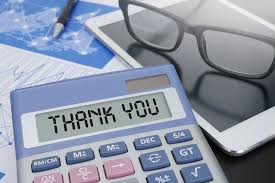 THANK YOU
RM/CM
M=
M=
DEC
5/4
√
GT